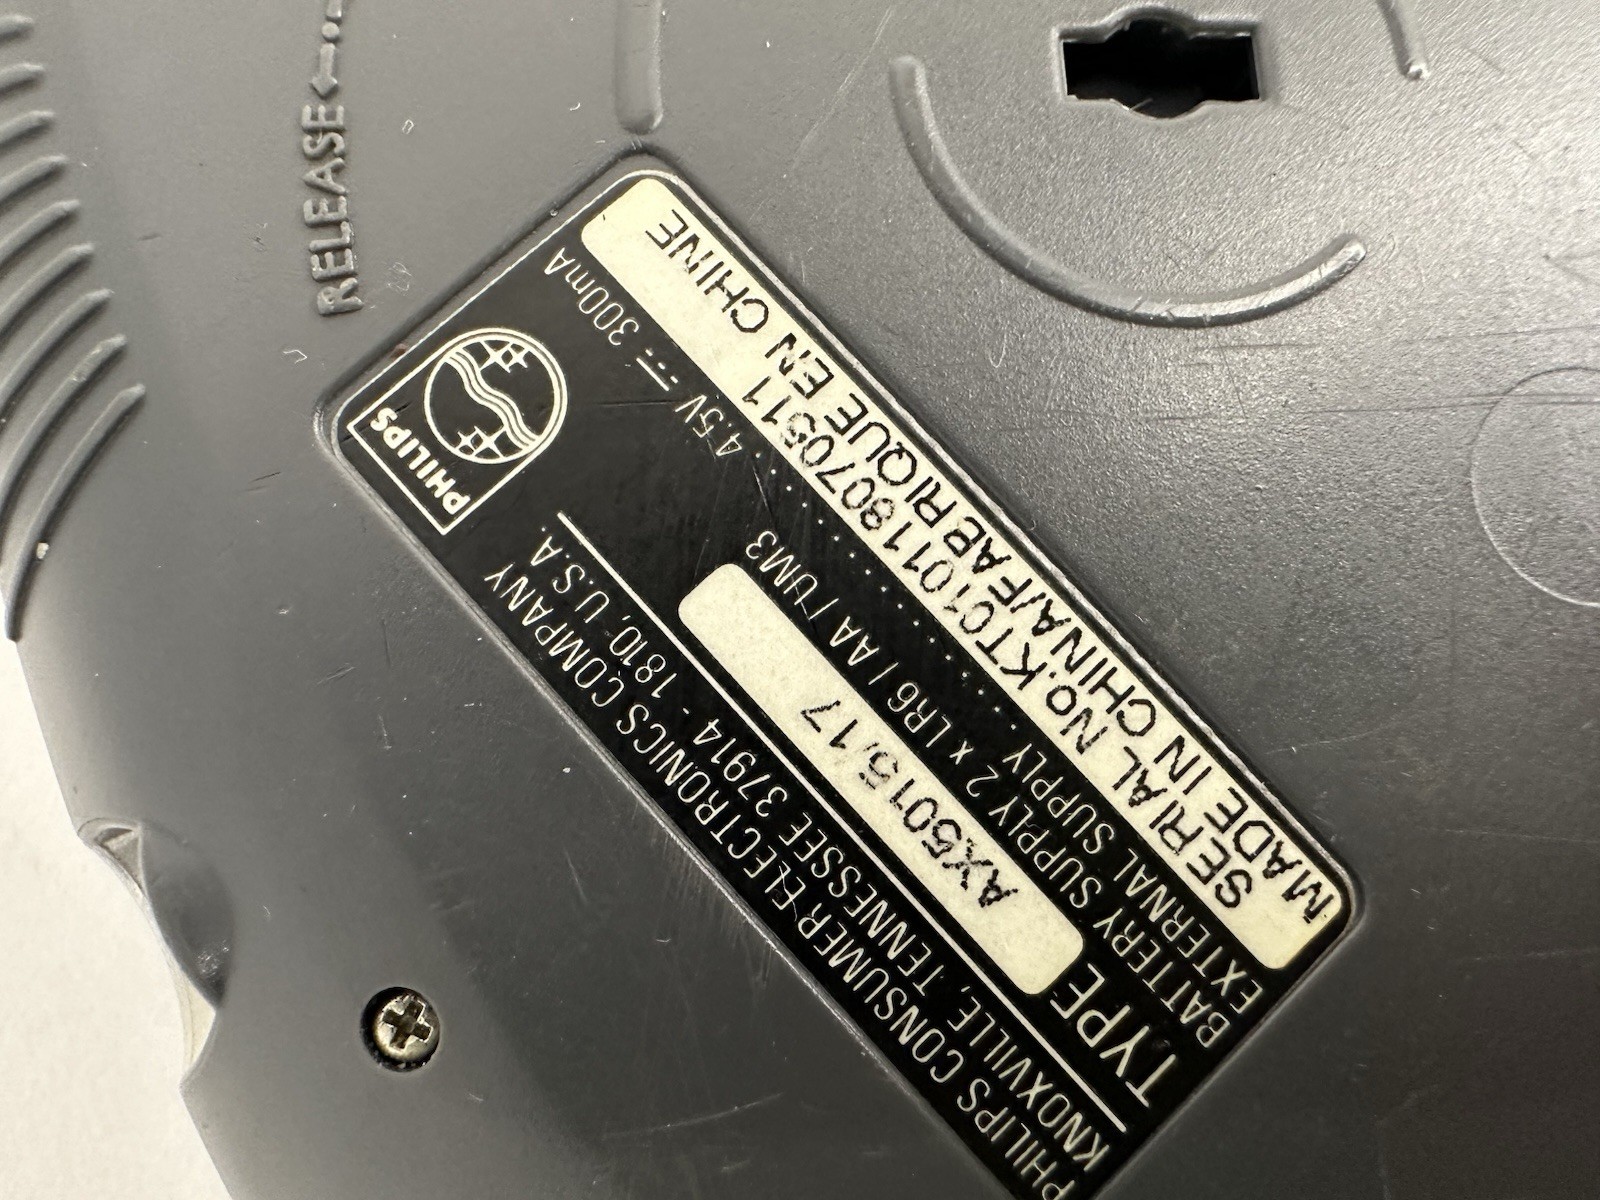 RELEASE
PHILIPS
PHILIPS CONSUMER ELECTRONICS COMPANY
KNOXVILLE, TENNESSEE 37914 - 1810, U.S.A
TYPE AX5015/17
BATTERY SUPPLY 2 x LR6 / AA / UM3
EXTERNAL SUPPLY ............ 4.5V ⎓ 300mA
SERIAL No.KT010118070511
MADE IN CHINA/FABRIQUE EN CHINE